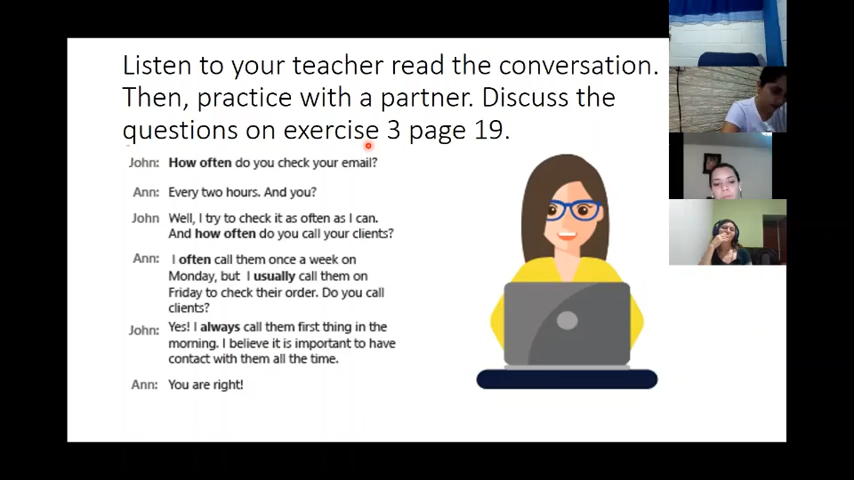 Listen to your teacher read the conversation.
Then, practice with a partner. Discuss the
questions on exercise 3 page 19.
John: How often do you check your email?
Ann: Every two hours. And you?
John Well, I try to check it as often as I can.
And how often do you call your clients?
Ann: I often call them once a week on
Monday, but I usually call them on
Friday to check their order. Do you call
clients?
John: Yes! I always call them first thing in the
morning. I believe it is important to have
contact with them all the time.
Ann: You are right!